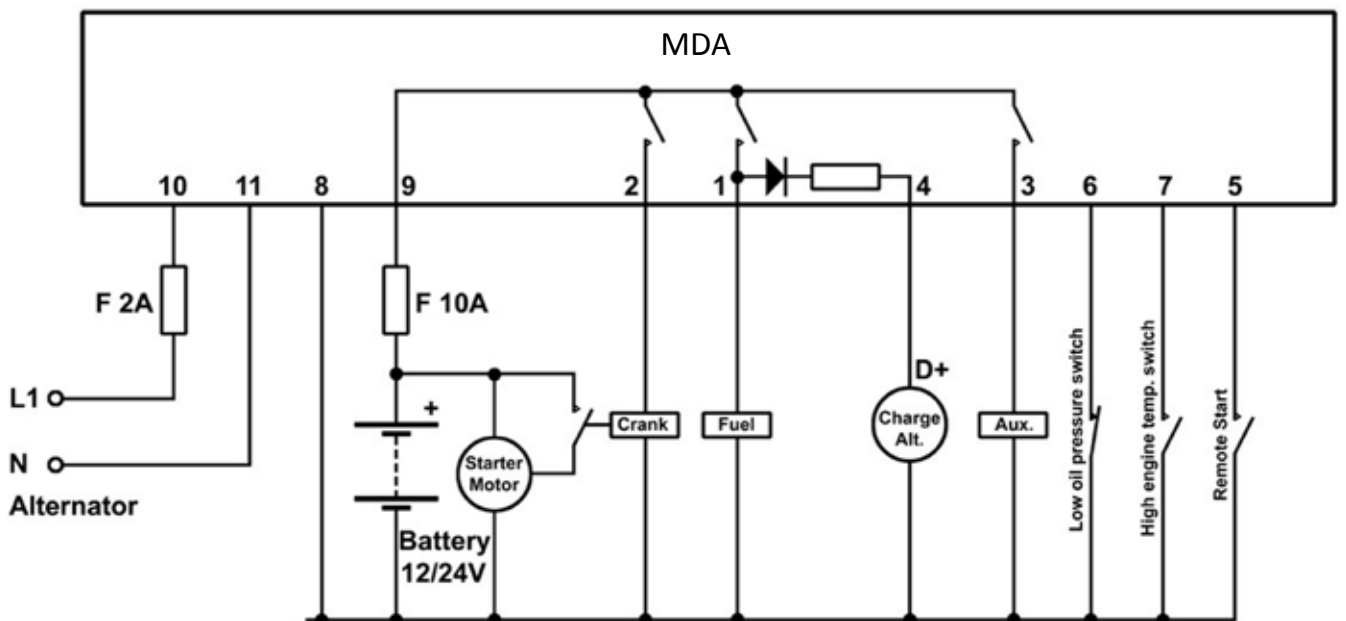 MDA
10 11 8 9 2 1 4 3 6 7 5
F 2A
F 10A
L1
N
Alternator
+
Battery
12/24V
Starter
Motor
Crank
Fuel
D+
Charge
Alt.
Aux.
Low oil pressure switch
High engine temp. switch
Remote Start